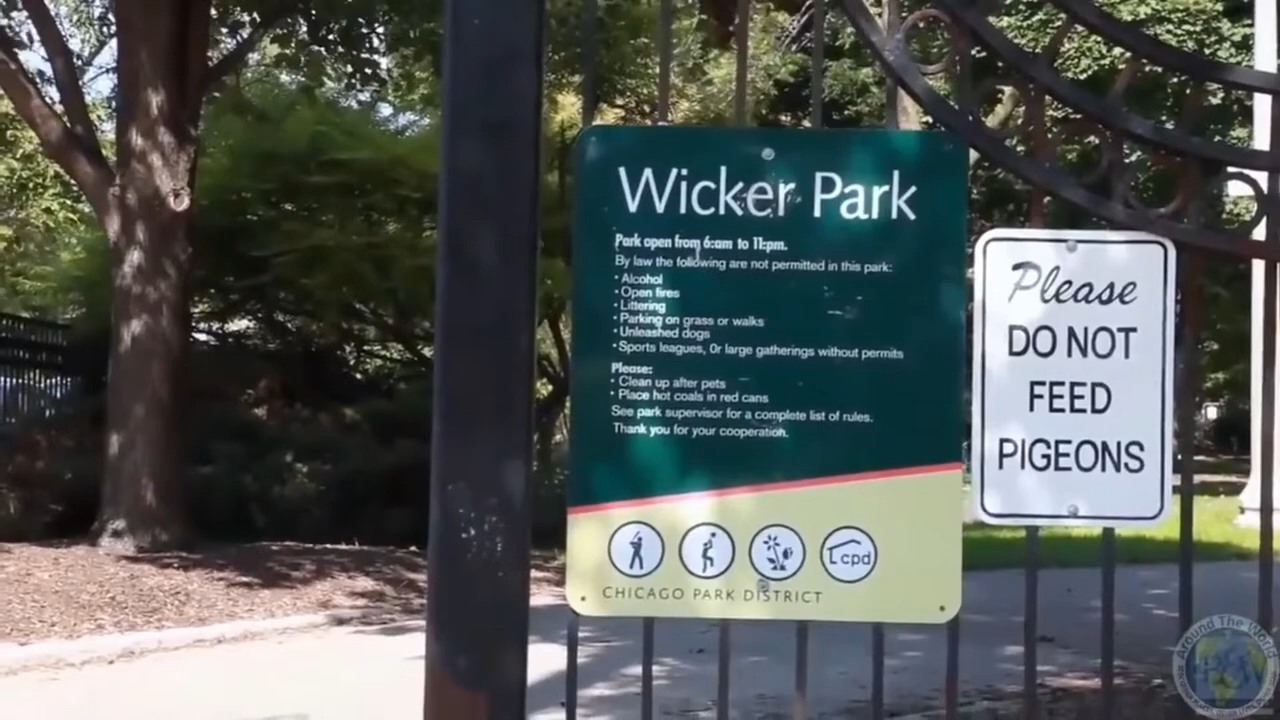 Wicker Park
Park open from 6:am to 11:pm.
By law the following are not permitted in this park:
• Alcohol
• Open fires
• Littering
• Parking on grass or walks
• Unleashed dogs
• Sports leagues, 0r large gatherings without permits
Please:
• Clean up after pets
• Place hot coals in red cans
See park supervisor for a complete list of rules.
Thank you for your cooperation.
cpd
CHICAGO PARK DISTRICT
Please
DO NOT
FEED
PIGEONS
Around The World